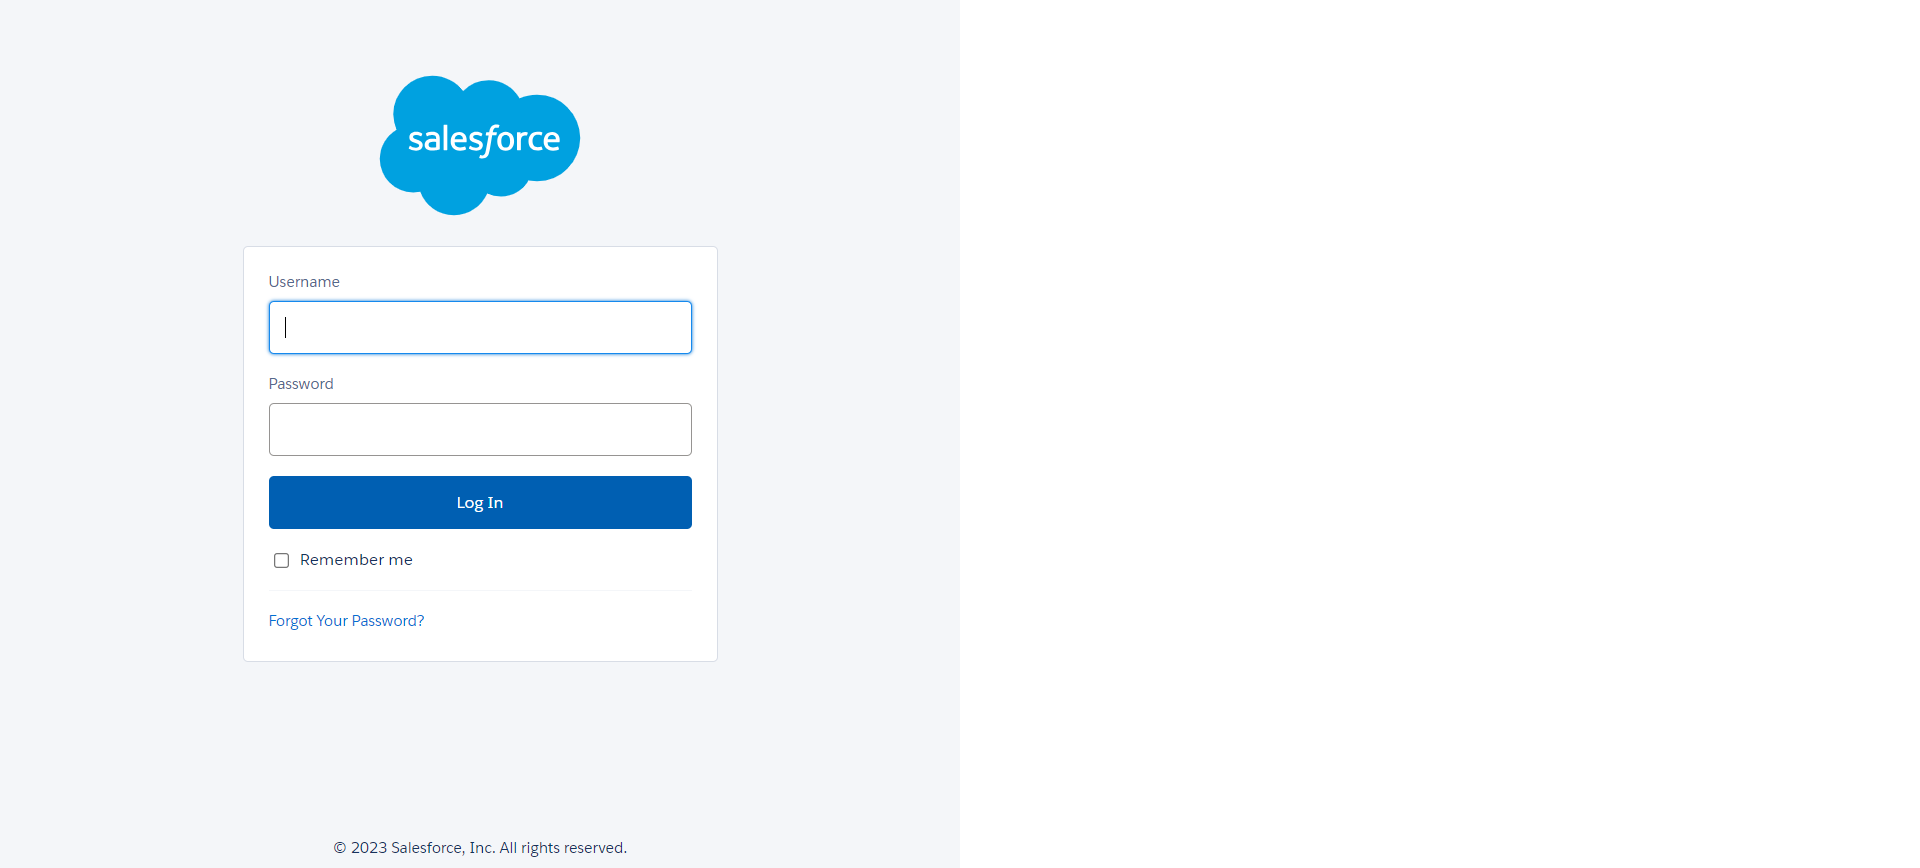 salesforce
Username
Password
Log In
Remember me
Forgot Your Password?
© 2023 Salesforce, Inc. All rights reserved.